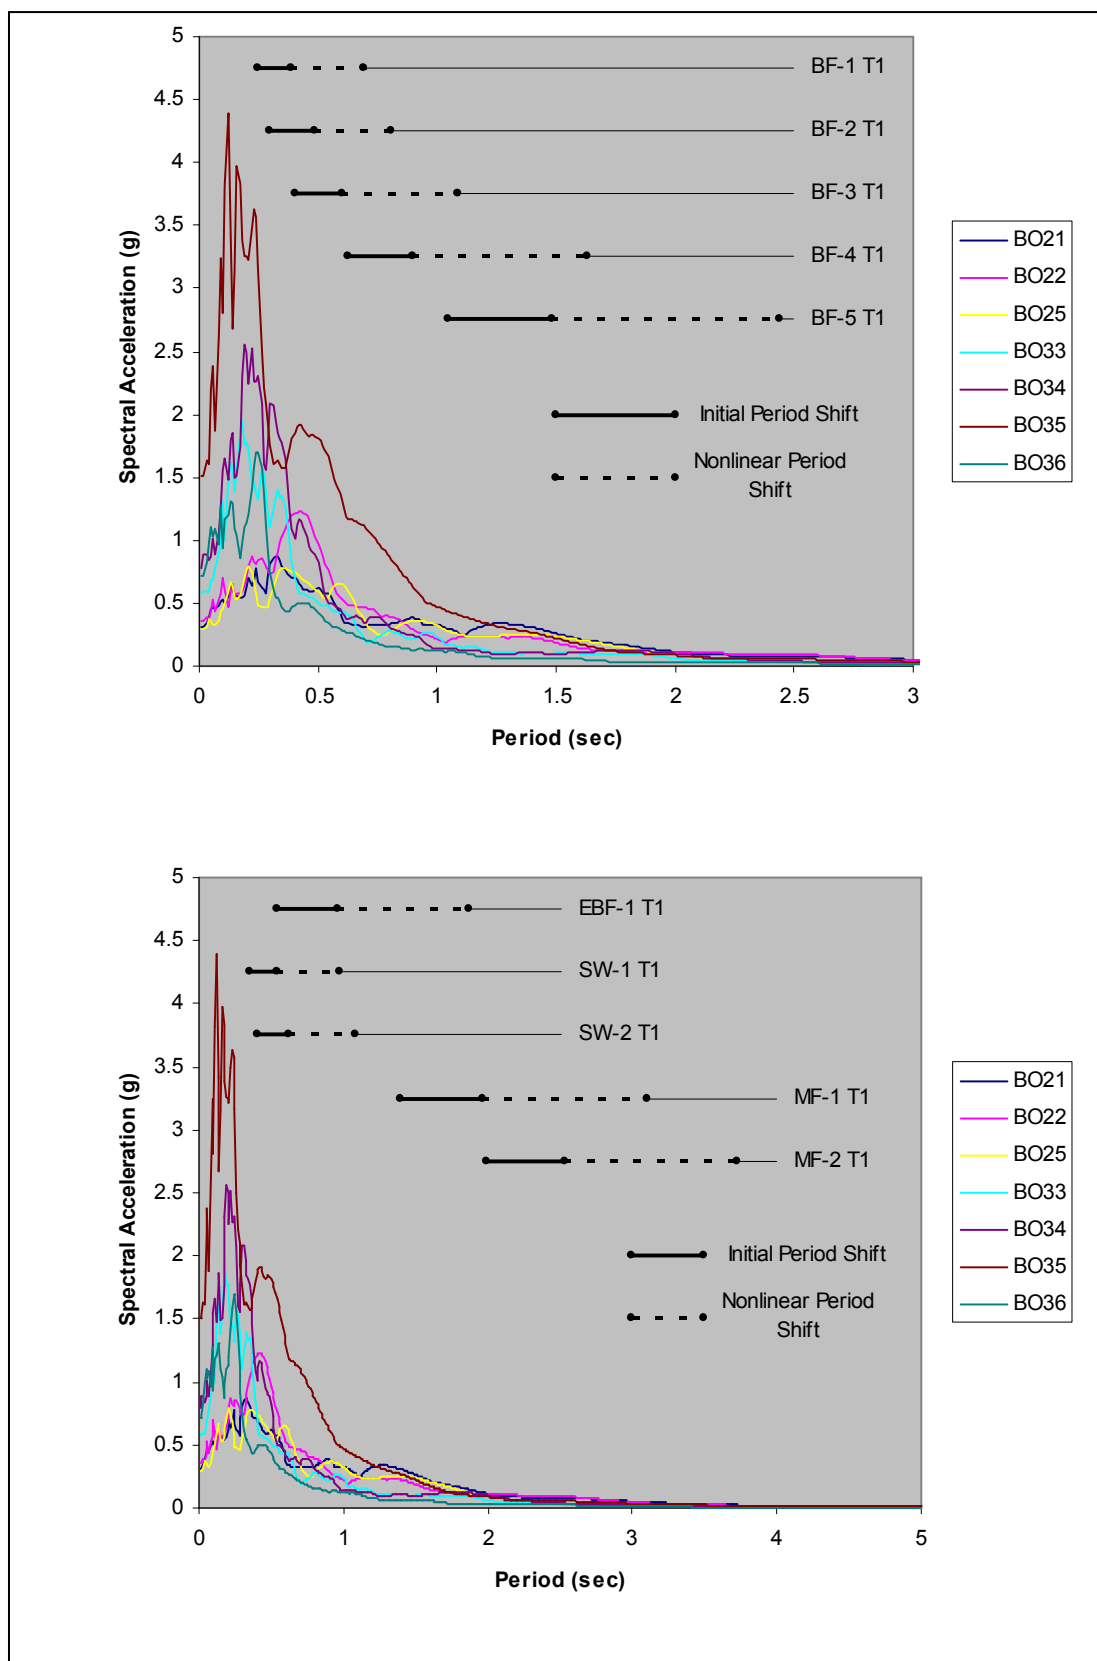 5
4.5
4
3.5
3
2.5
2
1.5
1
0.5
0
Spectral Acceleration (g)
BF-1 T1
BF-2 T1
BF-3 T1
BF-4 T1
BF-5 T1
Initial Period Shift
Nonlinear Period
Shift
0 0.5 1 1.5 2 2.5 3
Period (sec)
BO21
BO22
BO25
BO33
BO34
BO35
BO36
5
4.5
4
3.5
3
2.5
2
1.5
1
0.5
0
Spectral Acceleration (g)
EBF-1 T1
SW-1 T1
SW-2 T1
MF-1 T1
MF-2 T1
Initial Period Shift
Nonlinear Period
Shift
0 1 2 3 4 5
Period (sec)
BO21
BO22
BO25
BO33
BO34
BO35
BO36